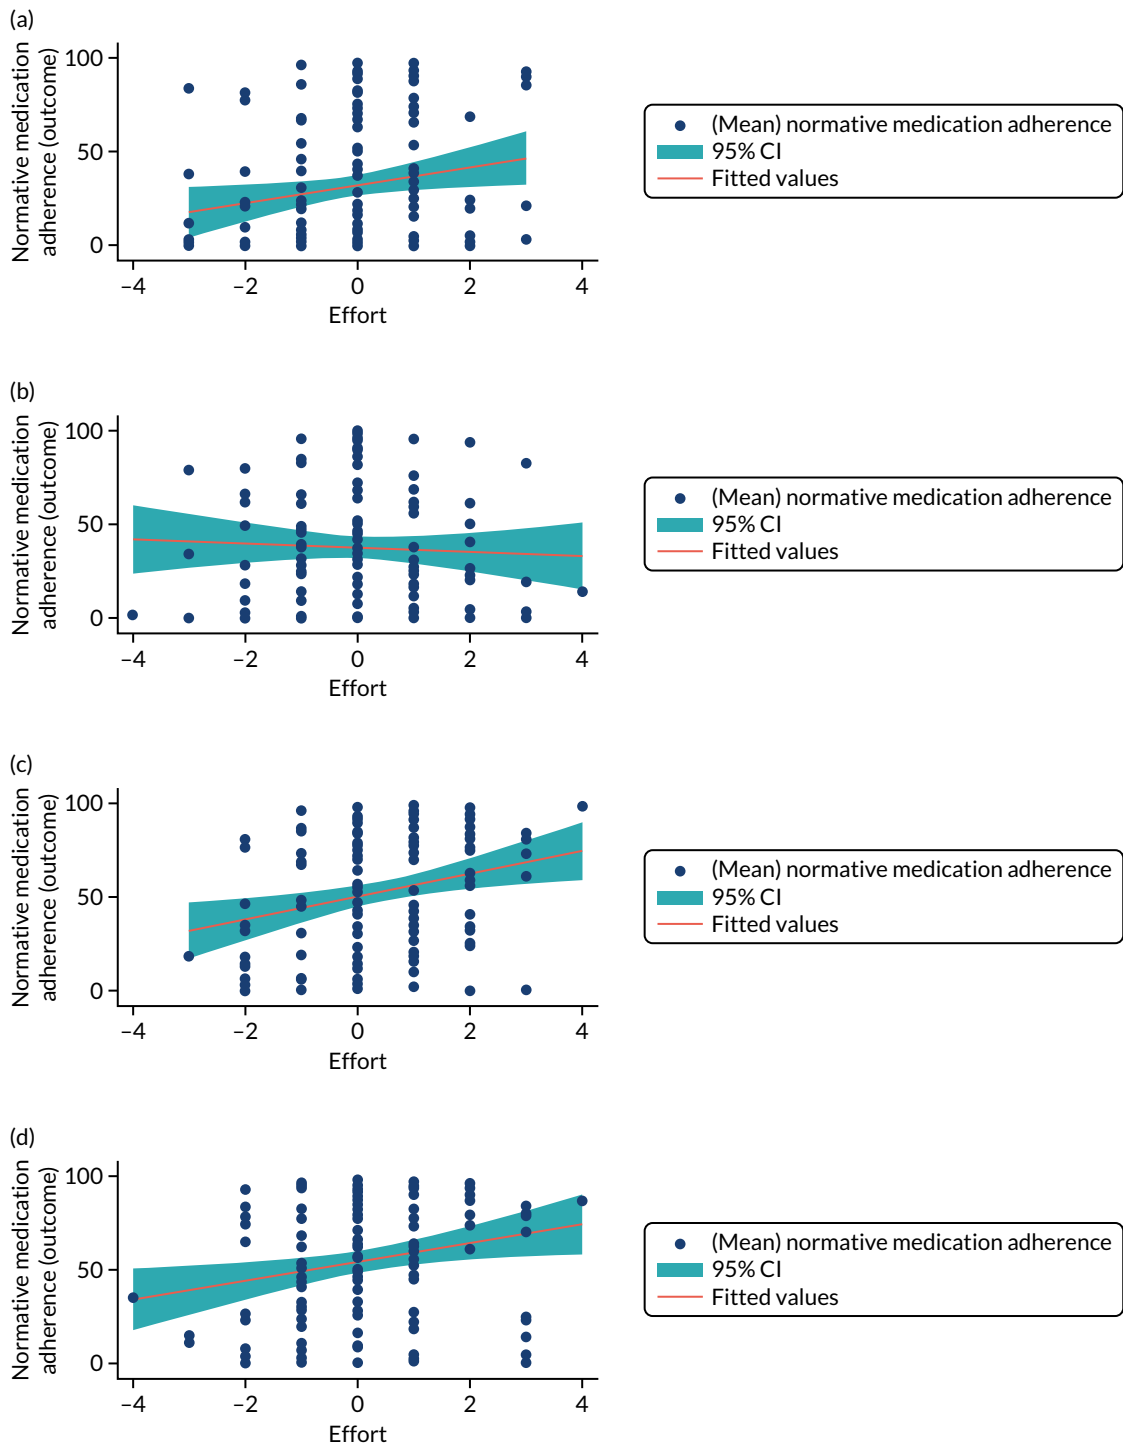 (a)
Normative medication
adherence (outcome)
100
50
0
–4
–2
0
2
4
Effort
(Mean) normative medication adherence
95% CI
Fitted values
(b)
Normative medication
adherence (outcome)
100
50
0
–4
–2
0
2
4
Effort
(Mean) normative medication adherence
95% CI
Fitted values
(c)
Normative medication
adherence (outcome)
100
50
0
–4
–2
0
2
4
Effort
(Mean) normative medication adherence
95% CI
Fitted values
(d)
Normative medication
adherence (outcome)
100
50
0
–4
–2
0
2
4
Effort
(Mean) normative medication adherence
95% CI
Fitted values